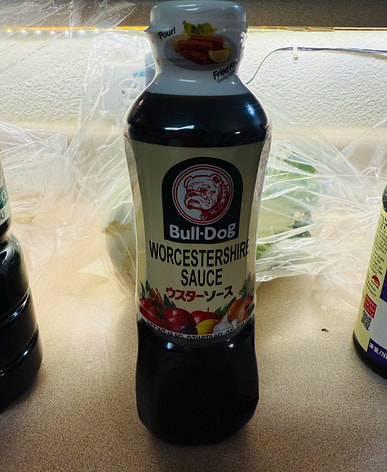 Pour!
Bull-Dog
WORCESTERSHIRE
SAUCE
ウスターソース